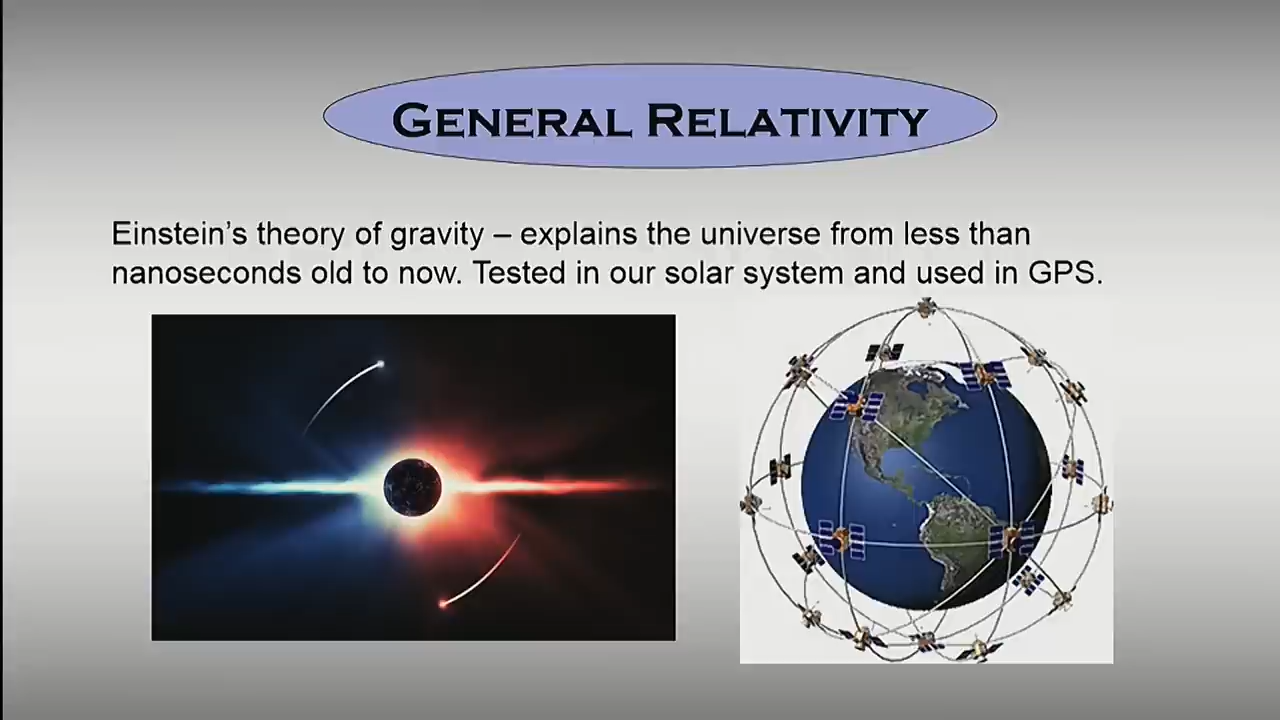 GENERAL RELATIVITY
Einstein’s theory of gravity – explains the universe from less than
nanoseconds old to now. Tested in our solar system and used in GPS.